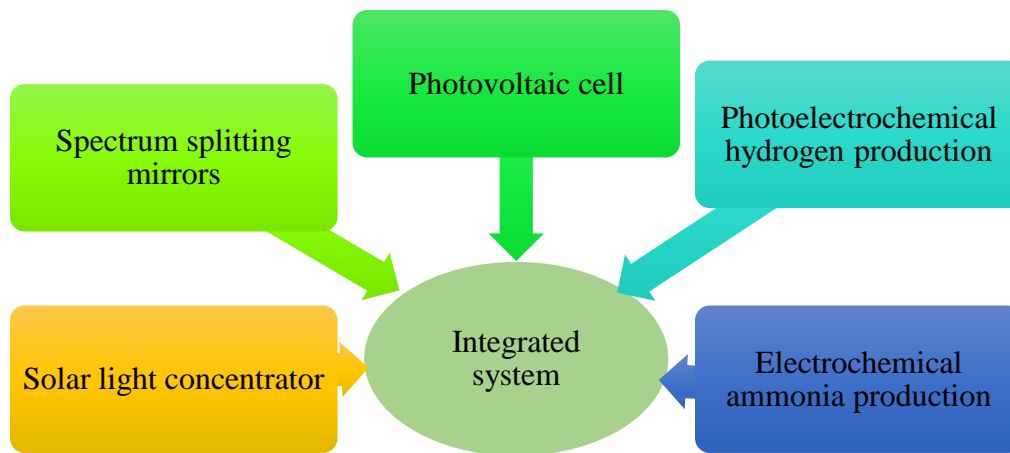 Photovoltaic cell
Spectrum splitting
mirrors
Photoelectrochemical
hydrogen production
Solar light concentrator
Integrated
system
Electrochemical
ammonia production